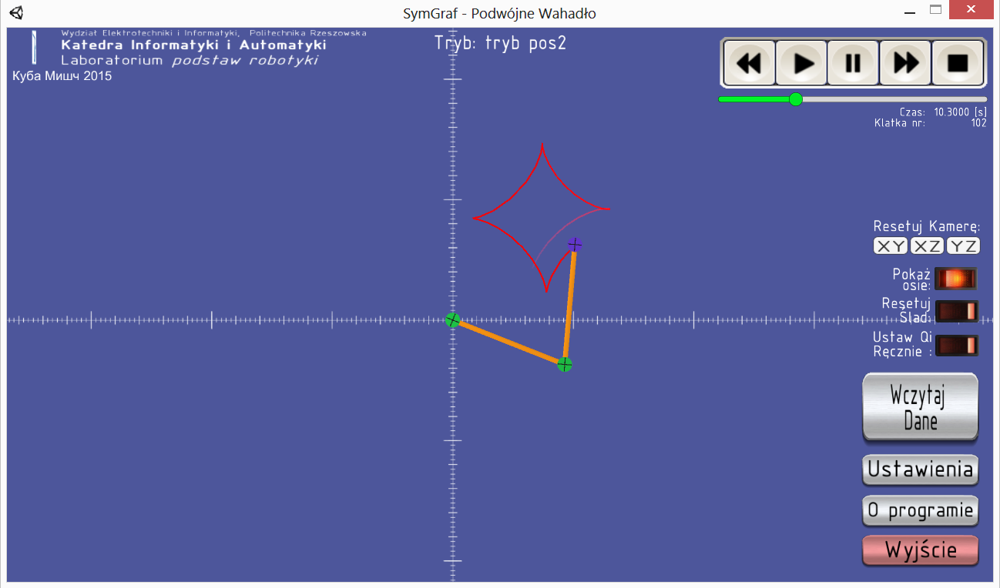 SymGraf - Podwójne Wahadło
Wydział Elektrotechniki i Informatyki, Politechnika Rzeszowska
Katedra Informatyki i Automatyki
Laboratorium podstaw robotyki
Куба Мишч 2015
Tryb: tryb pos2
Czas: 10.3000 [s]
Klatka nr: 102
Resetuj Kamerę:
XY XZ YZ
Pokaż
osie:
Resetuj
Ślad:
Ustaw Qi
Ręcznie :
Wczytaj
Dane
Ustawienia
O programie
Wyjście